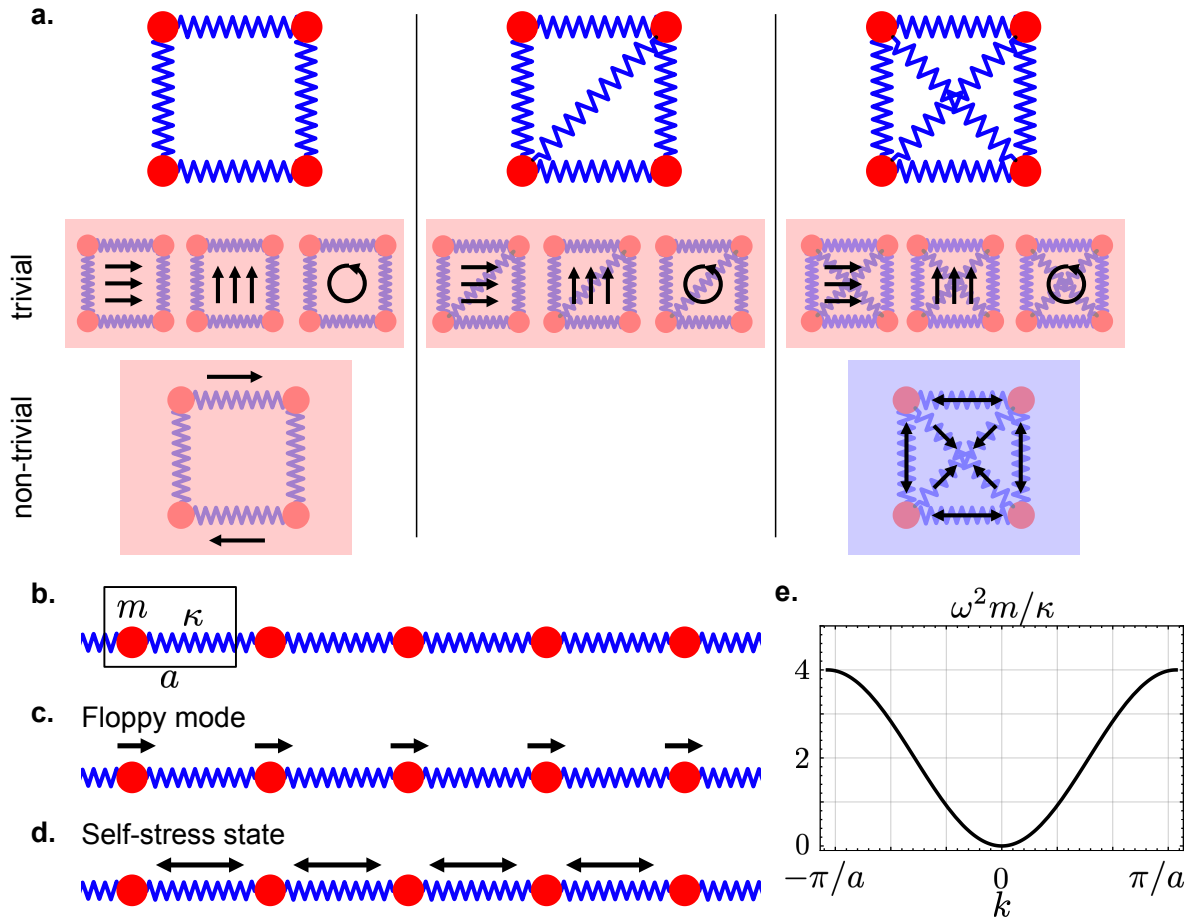 a.
trivial
non-trivial
b.
m
κ
a
c.
Floppy mode
d.
Self-stress state
e.
ω²m/κ
4
2
0
−π/a
0
π/a
k